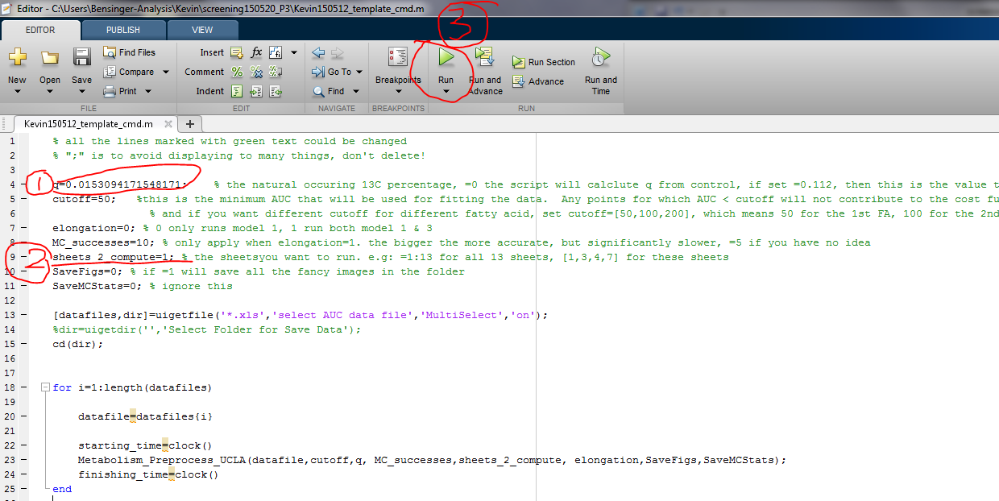 Editor - C:\Users\Bensinger-Analysis\Kevin\screening150520_P3\Kevin150512_template_cmd.m
3
EDITOR PUBLISH VIEW
New Open Save Find Files Compare Print
Insert fx Comment Indent
Go To Find
Breakpoints
Run Run and Advance Run Section Advance Run and Time
FILE EDIT NAVIGATE BREAKPOINTS RUN
Kevin150512_template_cmd.m
1 % all the lines marked with green text could be changed
2 % ";" is to avoid displaying to many things, don't delete!
3
1
4 q=0.0153094171548171; % the natural occuring 13C percentage, =0 the script will calclute q from control, if set =0.112, then this is the value t
5 cutoff=50; %this is the minimum AUC that will be used for fitting the data. Any points for which AUC < cutoff will not contribute to the cost fu
6 % and if you want different cutoff for different fatty acid, set cutoff=[50,100,200], which means 50 for the 1st FA, 100 for the 2nd
7 elongation=0; % 0 only runs model 1, 1 run both model 1 & 3
8 MC_successes=10; % only apply when elongation=1. the bigger the more accurate, but significantly slower, =5 if you have no idea
2
9 sheets_2_compute=1; % the sheetsyou want to run. e.g: =1:13 for all 13 sheets, [1,3,4,7] for these sheets
10 SaveFigs=0; % if =1 will save all the fancy images in the folder
11 SaveMCStats=0; % ignore this
12
13 [datafiles,dir]=uigetfile('*.xls','select AUC data file','MultiSelect','on');
14 %dir=uigetdir('','Select Folder for Save Data');
15 cd(dir);
16
17
18 for i=1:length(datafiles)
19
20 datafile=datafiles{i}
21
22 starting_time=clock()
23 Metabolism_Preprocess_UCLA(datafile,cutoff,q, MC_successes,sheets_2_compute, elongation,SaveFigs,SaveMCStats);
24 finishing_time=clock()
25 end